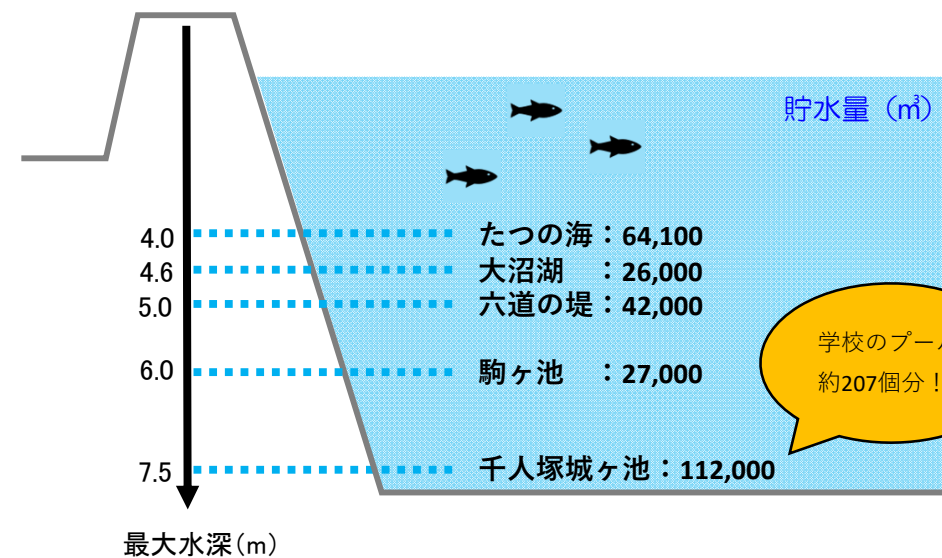 貯水量（㎥）
4.0 たつの海：64,100
4.6 大沼湖　：26,000
5.0 六道の堤：42,000
6.0 駒ヶ池　：27,000
学校のプー
約207個分！
7.5 千人塚城ヶ池：112,000
最大水深（m）